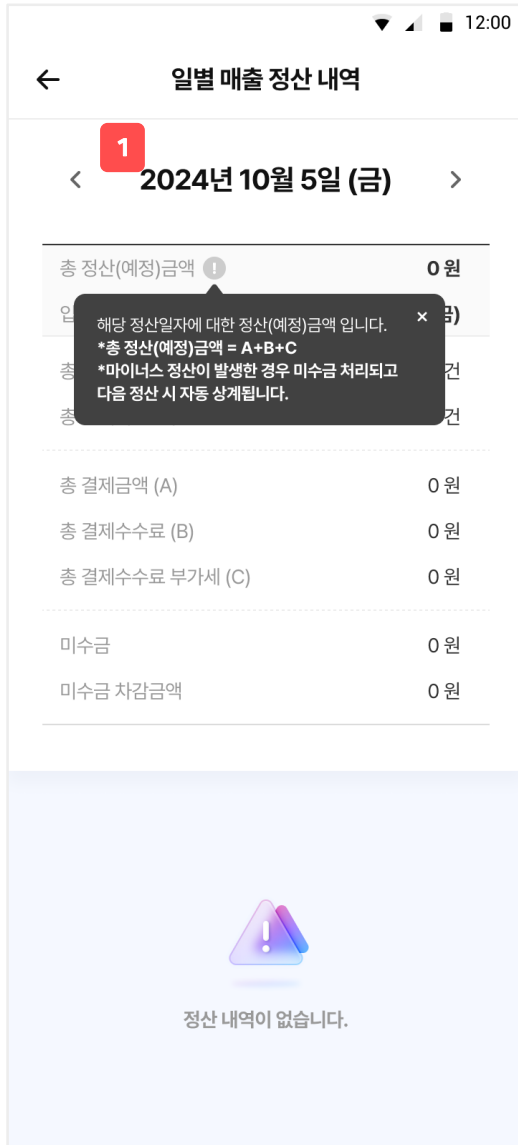 12:00
일별 매출 정산 내역
1
2024년 10월 5일 (금)
총 정산(예정)금액 ! 0 원
입 금)
해당 정산일자에 대한 정산(예정)금액 입니다. ×
*총 정산(예정)금액 = A+B+C
*마이너스 정산이 발생한 경우 미수금 처리되고
다음 정산 시 자동 상계됩니다.
총 건
총 건
총 결제금액 (A) 0 원
총 결제수수료 (B) 0 원
총 결제수수료 부가세 (C) 0 원
미수금 0 원
미수금 차감금액 0 원
정산 내역이 없습니다.